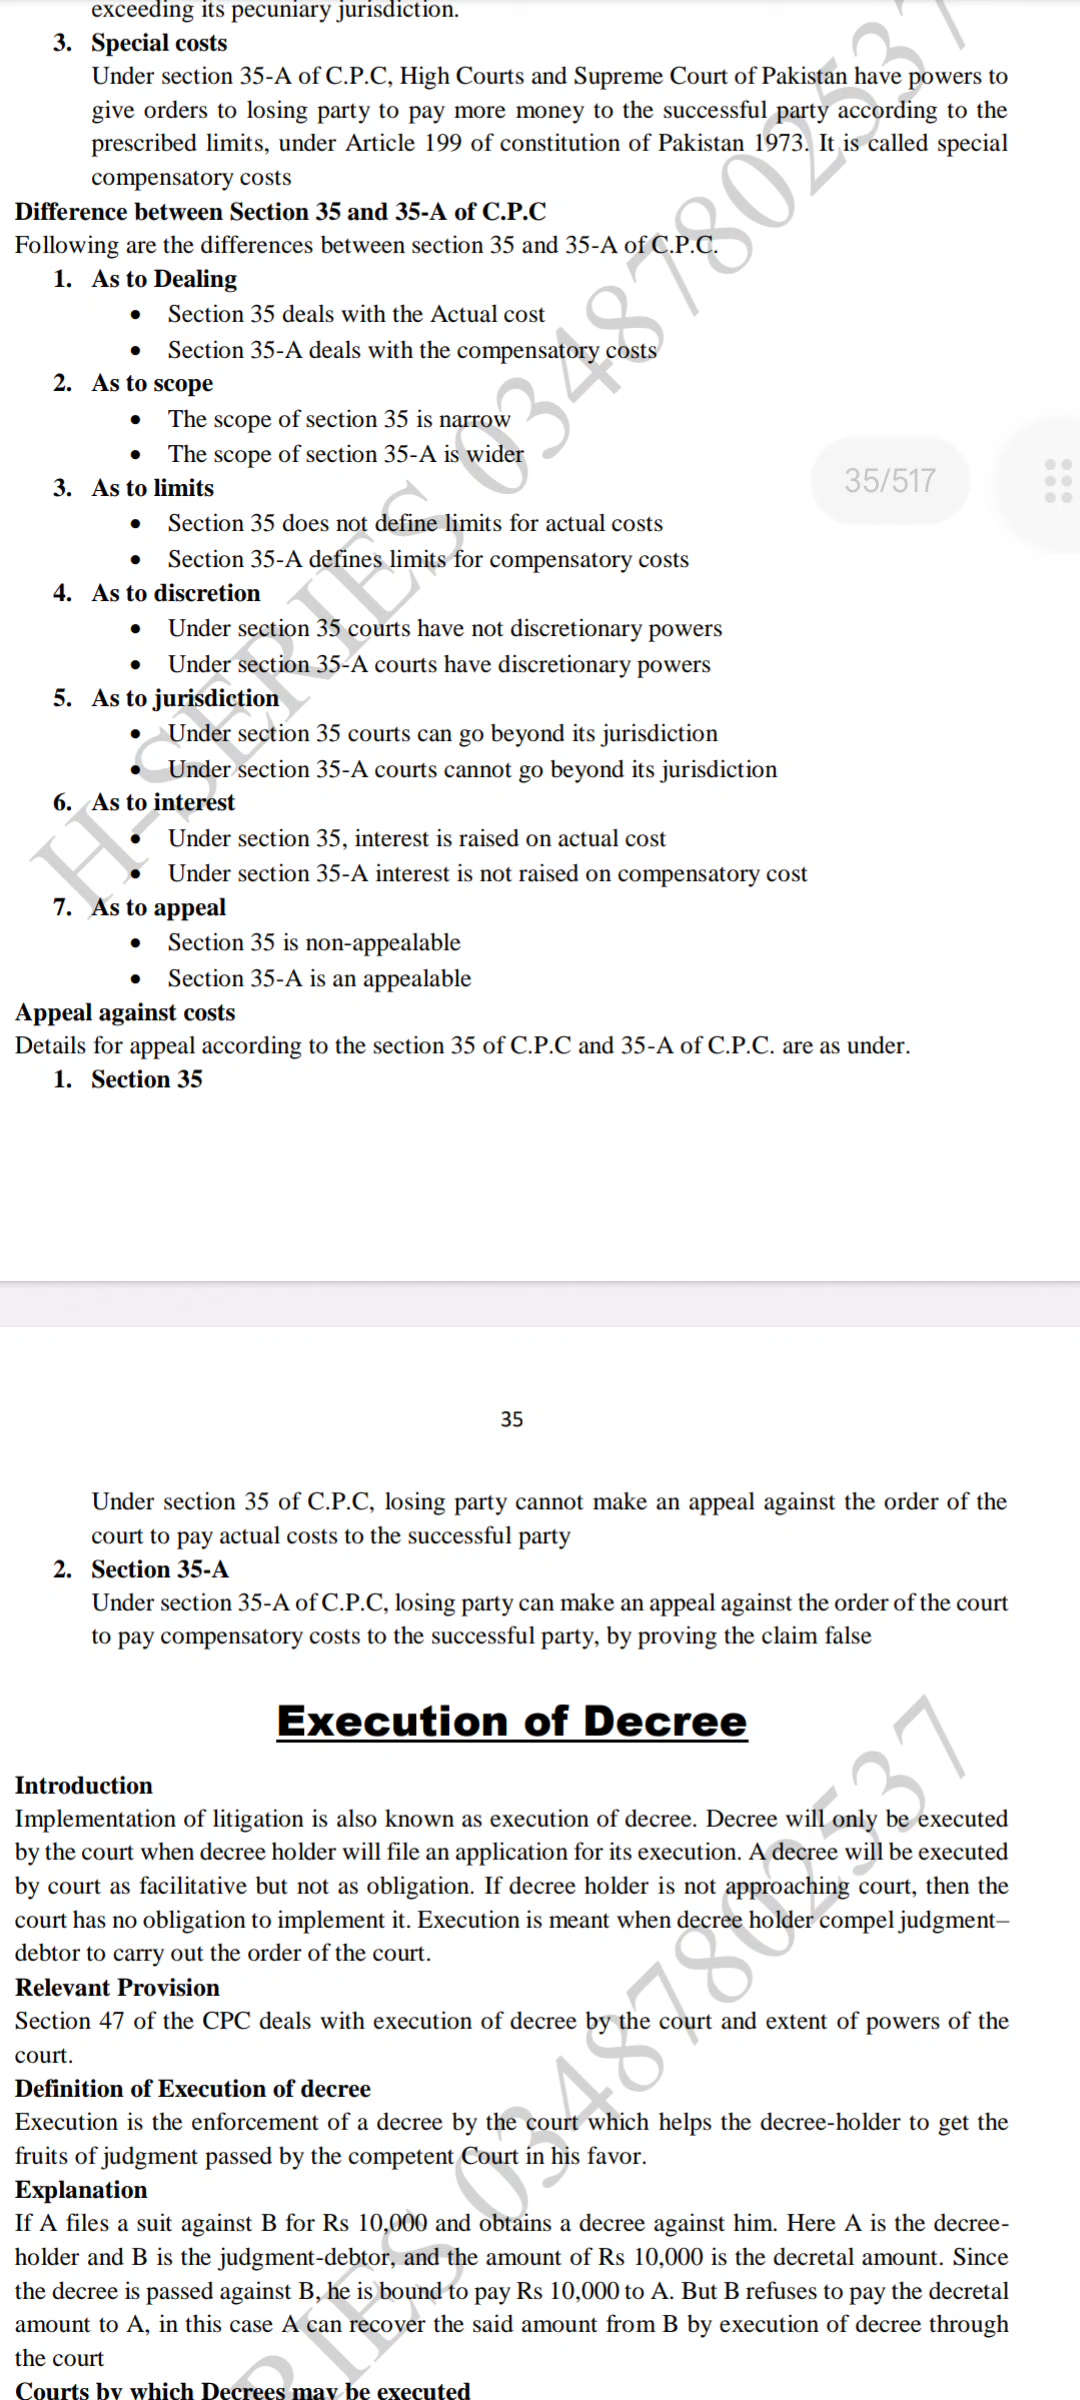 exceeding its pecuniary jurisdiction.
3. Special costs
Under section 35-A of C.P.C, High Courts and Supreme Court of Pakistan have powers to
give orders to losing party to pay more money to the successful party according to the
prescribed limits, under Article 199 of constitution of Pakistan 1973. It is called special
compensatory costs
Difference between Section 35 and 35-A of C.P.C
Following are the differences between section 35 and 35-A of C.P.C.
1. As to Dealing
• Section 35 deals with the Actual cost
• Section 35-A deals with the compensatory costs
2. As to scope
• The scope of section 35 is narrow
• The scope of section 35-A is wider
35/517
3. As to limits
• Section 35 does not define limits for actual costs
• Section 35-A defines limits for compensatory costs
4. As to discretion
• Under section 35 courts have not discretionary powers
• Under section 35-A courts have discretionary powers
5. As to jurisdiction
• Under section 35 courts can go beyond its jurisdiction
• Under section 35-A courts cannot go beyond its jurisdiction
6. As to interest
• Under section 35, interest is raised on actual cost
• Under section 35-A interest is not raised on compensatory cost
7. As to appeal
• Section 35 is non-appealable
• Section 35-A is an appealable
Appeal against costs
Details for appeal according to the section 35 of C.P.C and 35-A of C.P.C. are as under.
1. Section 35
H-SERIES 03487802537
35
Under section 35 of C.P.C, losing party cannot make an appeal against the order of the
court to pay actual costs to the successful party
2. Section 35-A
Under section 35-A of C.P.C, losing party can make an appeal against the order of the court
to pay compensatory costs to the successful party, by proving the claim false
Execution of Decree
Introduction
Implementation of litigation is also known as execution of decree. Decree will only be executed
by the court when decree holder will file an application for its execution. A decree will be executed
by court as facilitative but not as obligation. If decree holder is not approaching court, then the
court has no obligation to implement it. Execution is meant when decree holder compel judgment–
debtor to carry out the order of the court.
Relevant Provision
Section 47 of the CPC deals with execution of decree by the court and extent of powers of the
court.
Definition of Execution of decree
Execution is the enforcement of a decree by the court which helps the decree-holder to get the
fruits of judgment passed by the competent Court in his favor.
Explanation
If A files a suit against B for Rs 10,000 and obtains a decree against him. Here A is the decree-
holder and B is the judgment-debtor, and the amount of Rs 10,000 is the decretal amount. Since
the decree is passed against B, he is bound to pay Rs 10,000 to A. But B refuses to pay the decretal
amount to A, in this case A can recover the said amount from B by execution of decree through
the court
Courts by which Decrees may be executed
RIES 03487802537